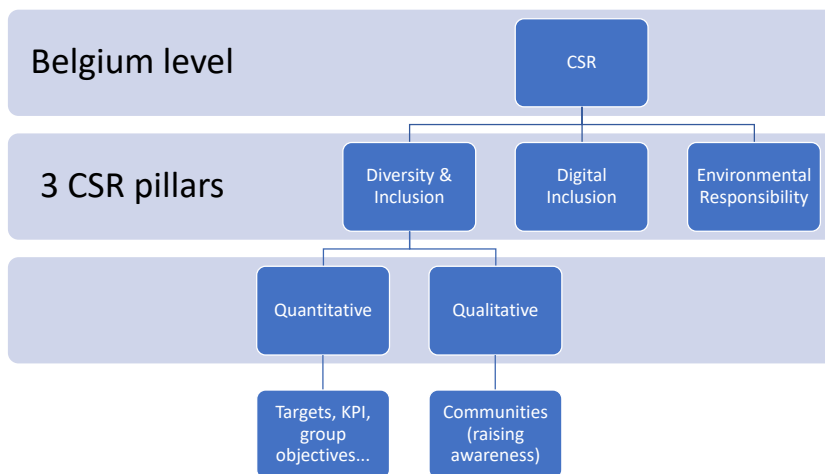 Belgium level
CSR
3 CSR pillars
Diversity &
Inclusion
Digital
Inclusion
Environmental
Responsibility
Quantitative
Qualitative
Targets, KPI,
group
objectives...
Communities
(raising
awareness)